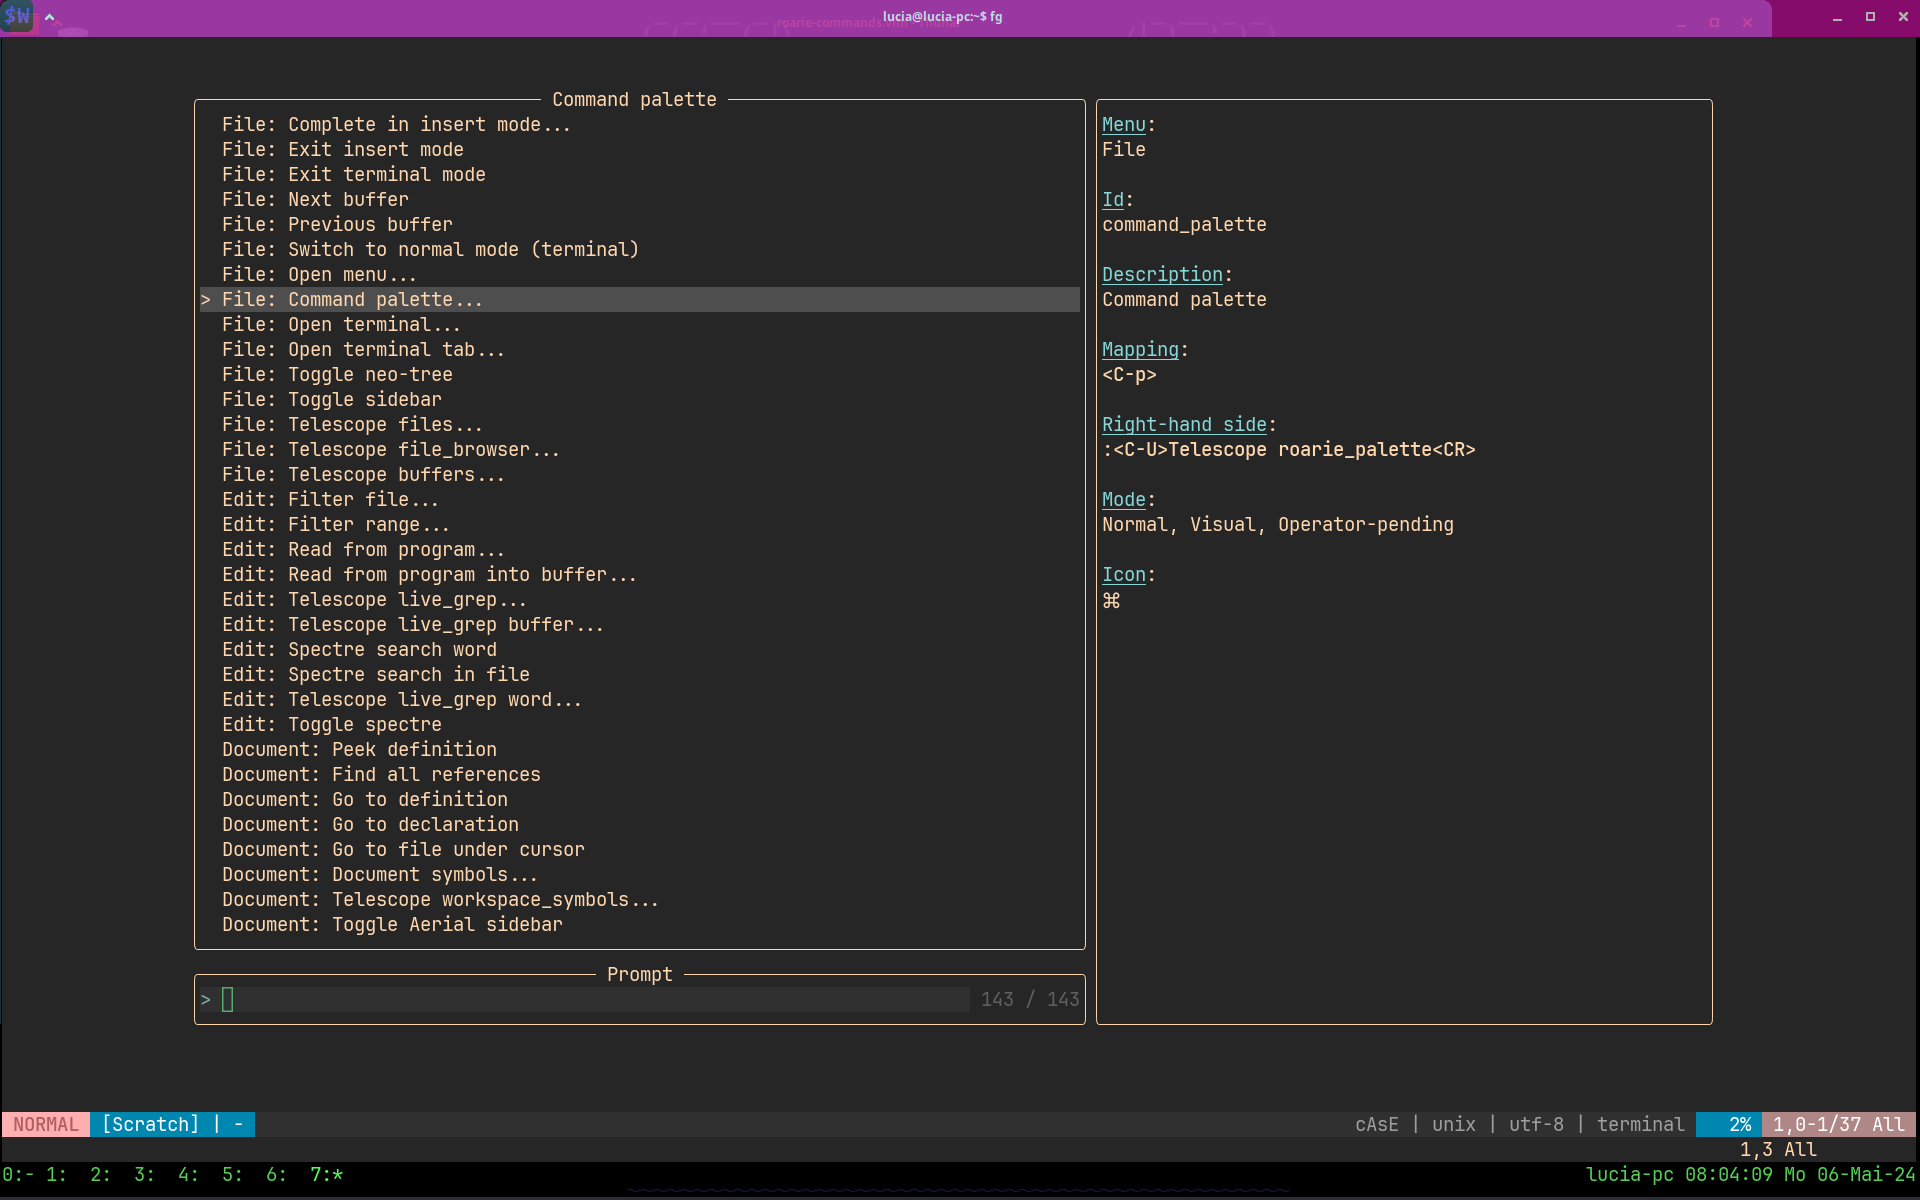 $W
lucia@lucia-pc:~$ fg
Command palette
File: Complete in insert mode...
File: Exit insert mode
File: Exit terminal mode
File: Next buffer
File: Previous buffer
File: Switch to normal mode (terminal)
File: Open menu...
> File: Command palette...
File: Open terminal...
File: Open terminal tab...
File: Toggle neo-tree
File: Toggle sidebar
File: Telescope files...
File: Telescope file_browser...
File: Telescope buffers...
Edit: Filter file...
Edit: Filter range...
Edit: Read from program...
Edit: Read from program into buffer...
Edit: Telescope live_grep...
Edit: Telescope live_grep buffer...
Edit: Spectre search word
Edit: Spectre search in file
Edit: Telescope live_grep word...
Edit: Toggle spectre
Document: Peek definition
Document: Find all references
Document: Go to definition
Document: Go to declaration
Document: Go to file under cursor
Document: Document symbols...
Document: Telescope workspace_symbols...
Document: Toggle Aerial sidebar
Prompt
> 143 / 143
Menu:
File
Id:
command_palette
Description:
Command palette
Mapping:
<C-p>
Right-hand side:
:<C-U>Telescope roarie_palette<CR>
Mode:
Normal, Visual, Operator-pending
Icon:
⌘
NORMAL [Scratch] | - cAsE | unix | utf-8 | terminal 2% 1,0-1/37 All
1,3 All
0:- 1: 2: 3: 4: 5: 6: 7:* lucia-pc 08:04:09 Mo 06-Mai-24